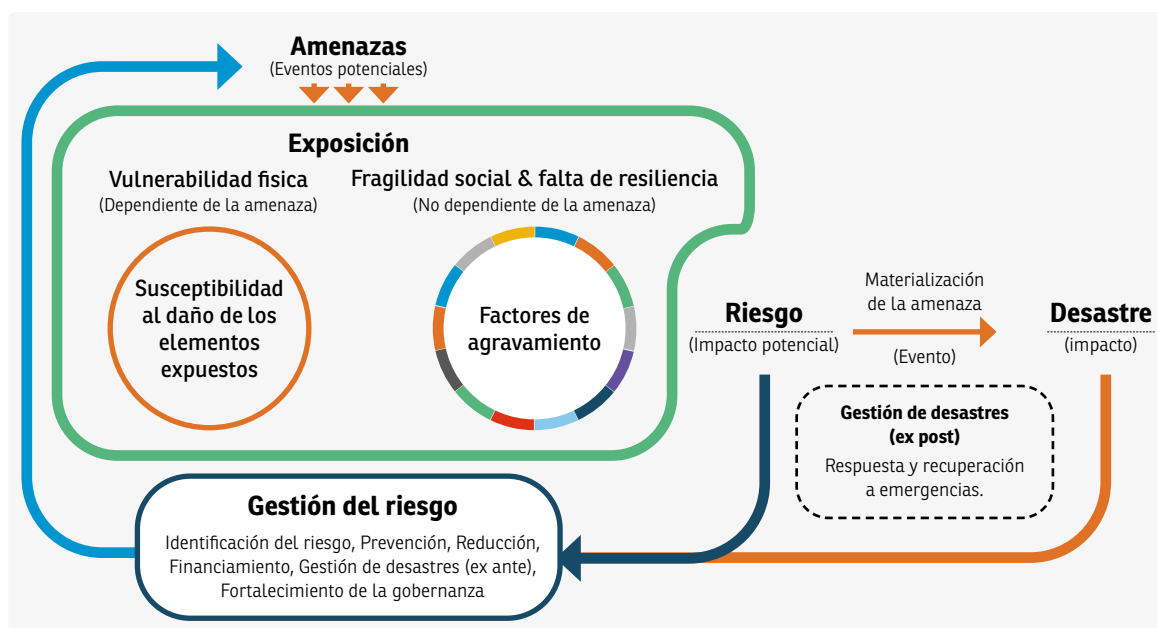 Amenazas
(Eventos potenciales)
Exposición
Vulnerabilidad fisica
(Dependiente de la amenaza)
Fragilidad social & falta de resiliencia
(No dependiente de la amenaza)
Susceptibilidad
al daño de los
elementos
expuestos
Factores de
agravamiento
Riesgo
(Impacto potencial)
Materialización
de la amenaza
(Evento)
Desastre
(impacto)
Gestión de desastres
(ex post)
Respuesta y recuperación
a emergencias.
Gestión del riesgo
Identificación del riesgo, Prevención, Reducción,
Financiamiento, Gestión de desastres (ex ante),
Fortalecimiento de la gobernanza